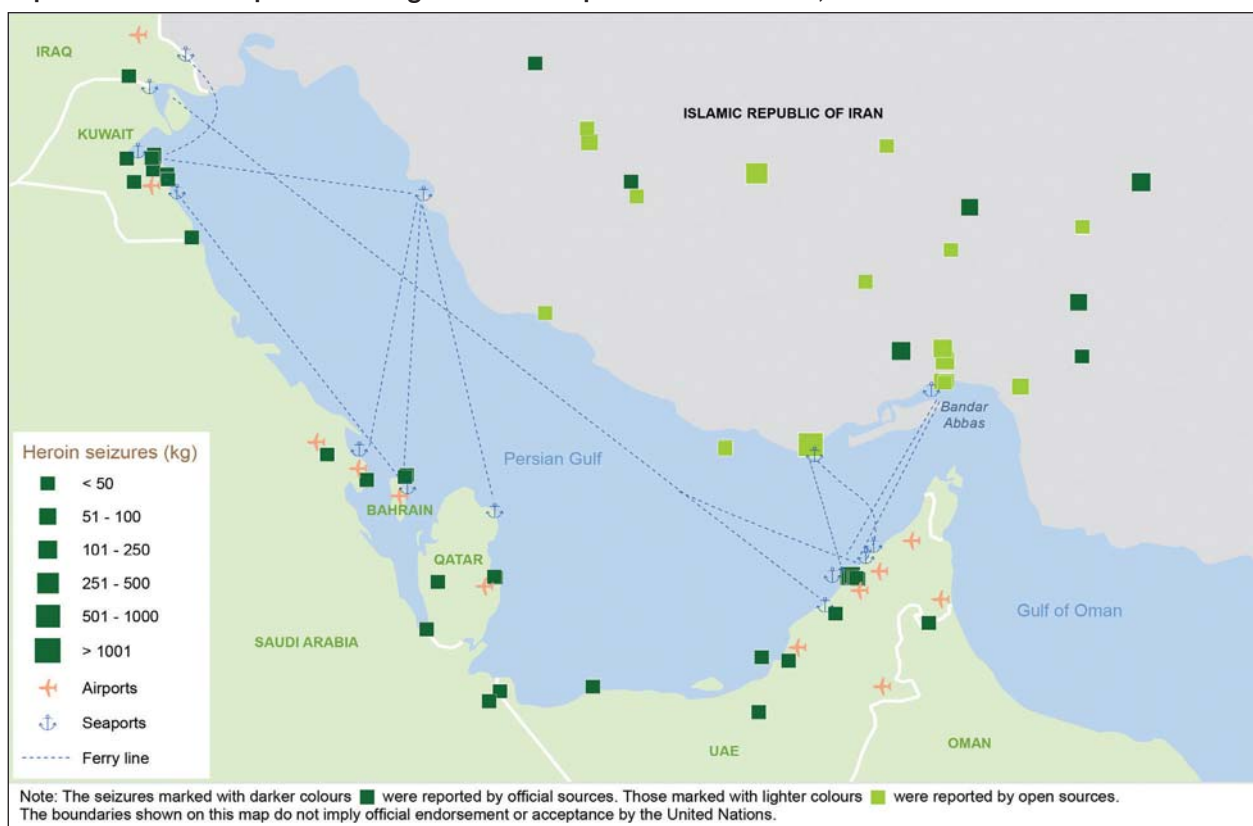 IRAQ
ISLAMIC REPUBLIC OF IRAN
KUWAIT
Bandar
Abbas
Persian Gulf
BAHRAIN
QATAR
SAUDI ARABIA
Gulf of Oman
UAE
OMAN
Heroin seizures (kg)
< 50
51 - 100
101 - 250
251 - 500
501 - 1000
> 1001
Airports
Seaports
Ferry line
Note: The seizures marked with darker colours were reported by official sources. Those marked with lighter colours were reported by open sources.
The boundaries shown on this map do not imply official endorsement or acceptance by the United Nations.